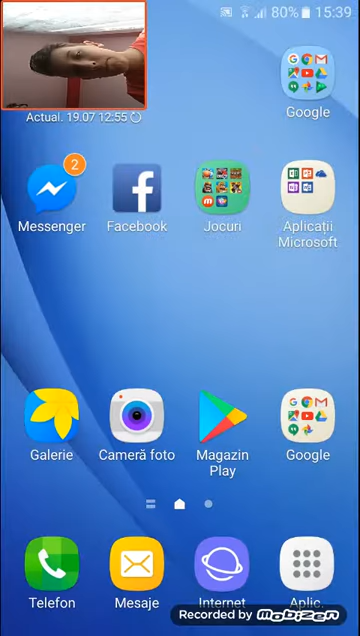 80% 15:39
Actual. 19.07 12:55
Google
2
Messenger
Facebook
Jocuri
Aplicații
Microsoft
Galerie
Cameră foto
Magazin
Play
Google
Telefon
Mesaje
Internet
Aplic.
Recorded by Mobizen